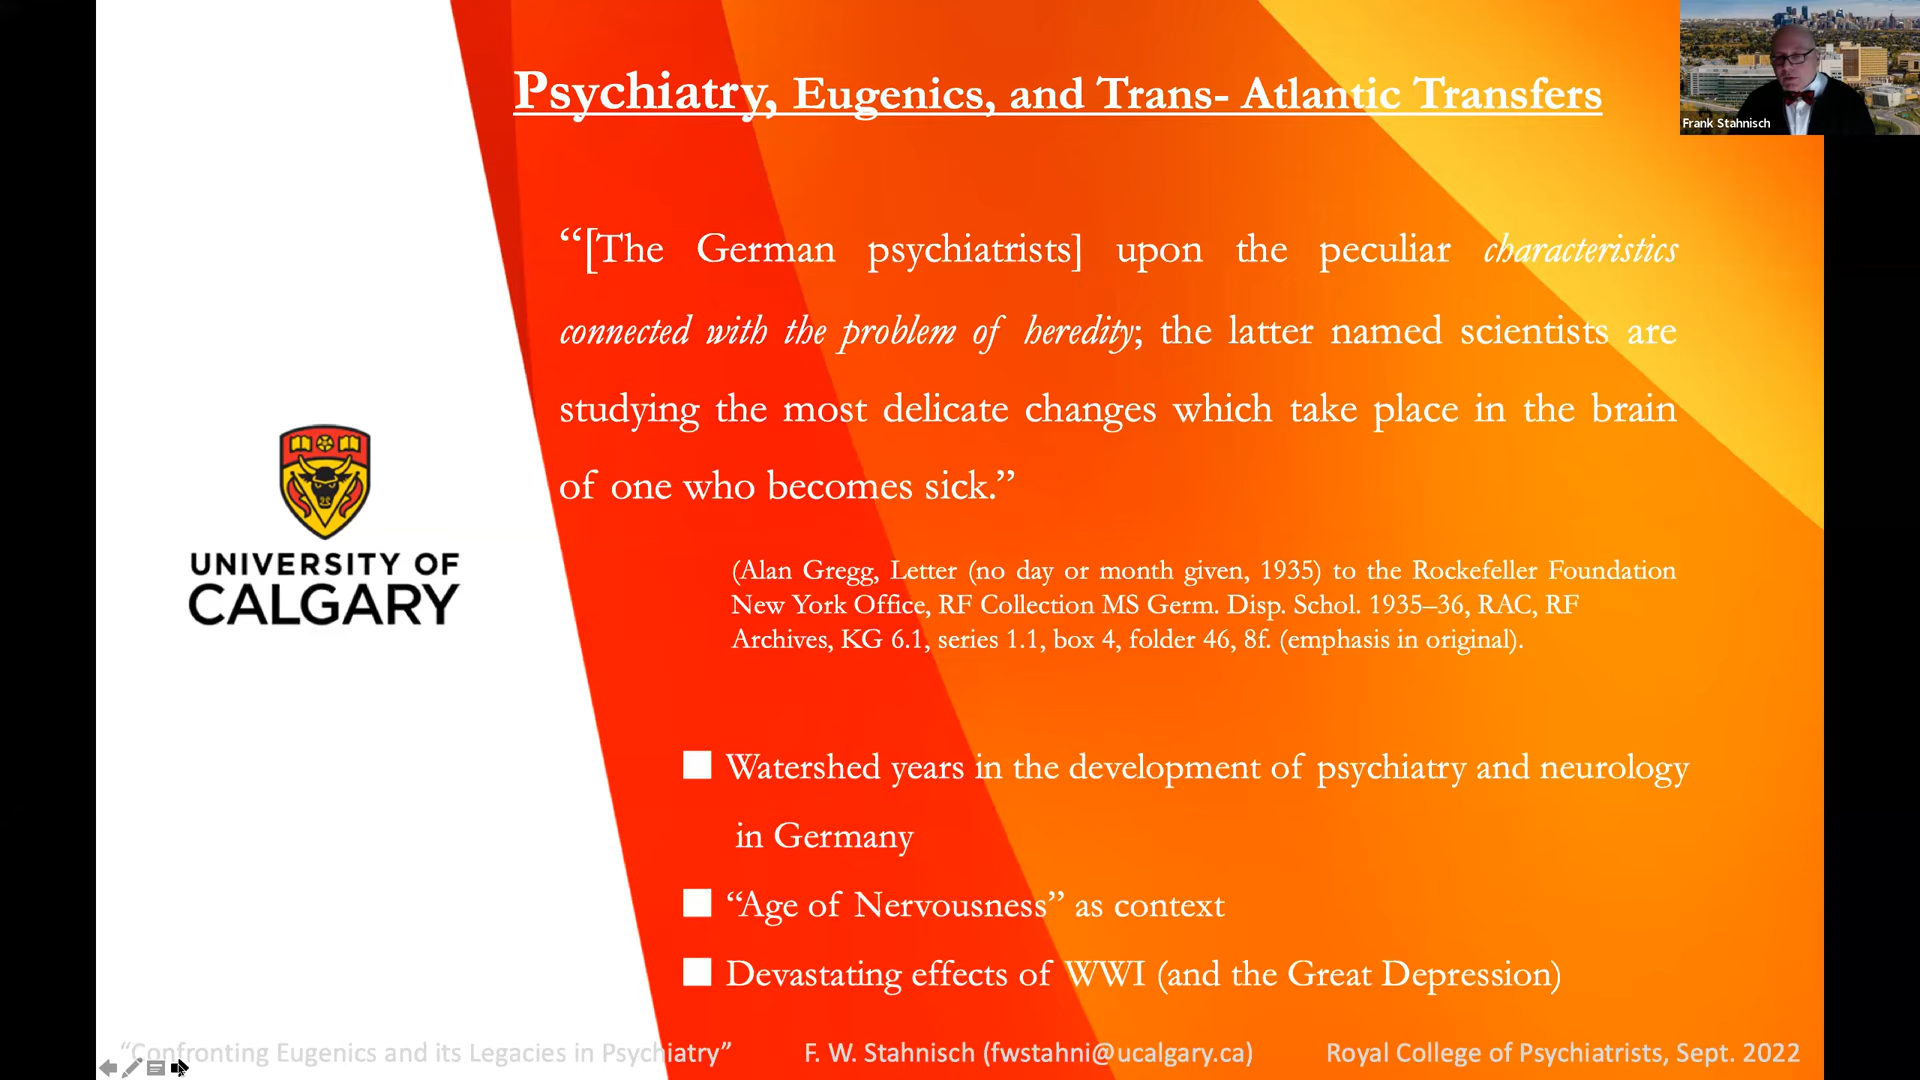 Psychiatry, Eugenics, and Trans- Atlantic Transfers
Frank Stahnisch
“[The German psychiatrists] upon the peculiar characteristics
connected with the problem of heredity; the latter named scientists are
studying the most delicate changes which take place in the brain
of one who becomes sick.”
UNIVERSITY OF
CALGARY
(Alan Gregg, Letter (no day or month given, 1935) to the Rockefeller Foundation
New York Office, RF Collection MS Germ. Disp. Schol. 1935–36, RAC, RF
Archives, KG 6.1, series 1.1, box 4, folder 46, 8f. (emphasis in original).
Watershed years in the development of psychiatry and neurology
in Germany
“Age of Nervousness” as context
Devastating effects of WWI (and the Great Depression)
“Confronting Eugenics and its Legacies in Psychiatry” F. W. Stahnisch (fwstahni@ucalgary.ca) Royal College of Psychiatrists, Sept. 2022